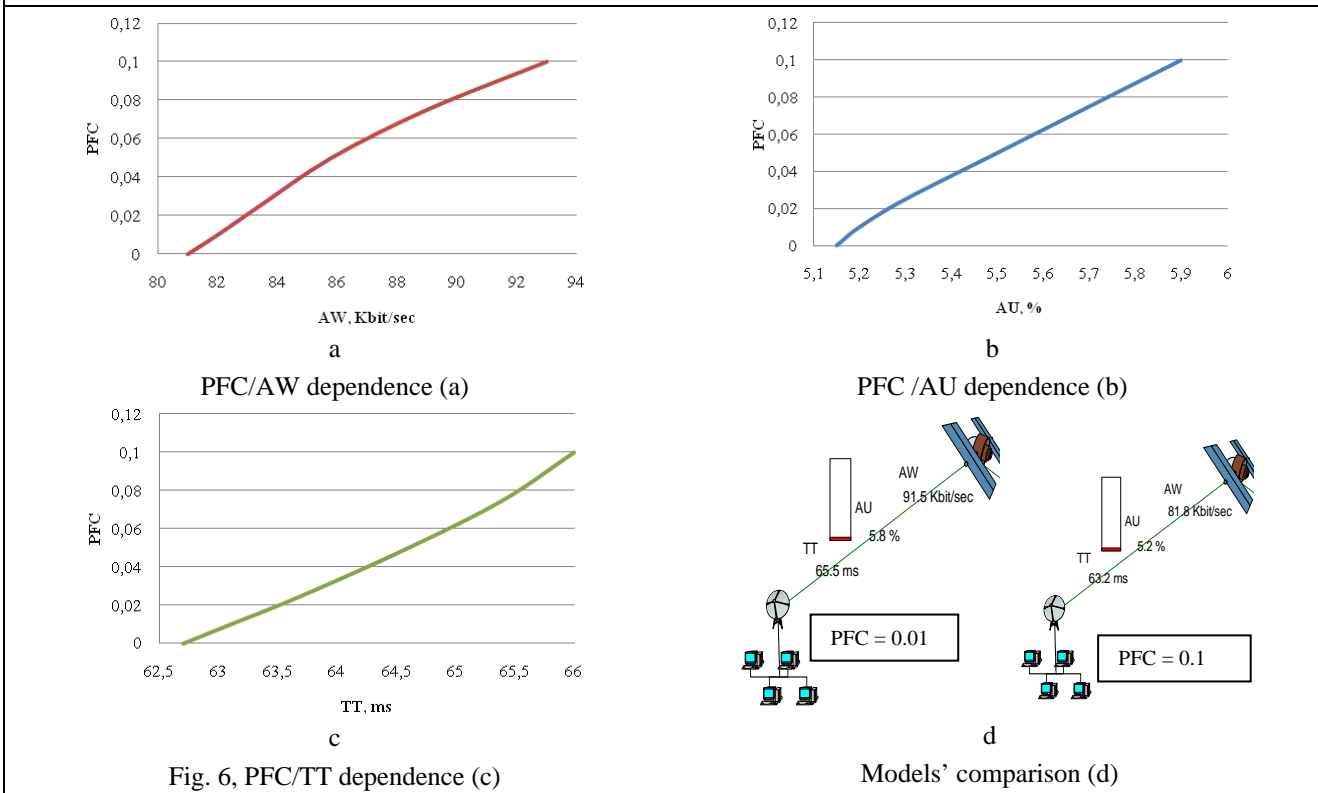 0,12
0,1
0,08
0,06
0,04
0,02
0
PFC
80 82 84 86 88 90 92 94
AW, Kbit/sec
a
PFC/AW dependence (a)
0,12
0,1
0,08
0,06
0,04
0,02
0
PFC
5,1 5,2 5,3 5,4 5,5 5,6 5,7 5,8 5,9 6
AU, %
b
PFC /AU dependence (b)
0,12
0,1
0,08
0,06
0,04
0,02
0
PFC
62,5 63 63,5 64 64,5 65 65,5 66
TT, ms
c
Fig. 6, PFC/TT dependence (c)
AW
91.5 Kbit/sec
AU
5.8 %
TT
65.5 ms
PFC = 0.01
AW
81.8 Kbit/sec
AU
5.2 %
TT
63.2 ms
PFC = 0.1
d
Models’ comparison (d)